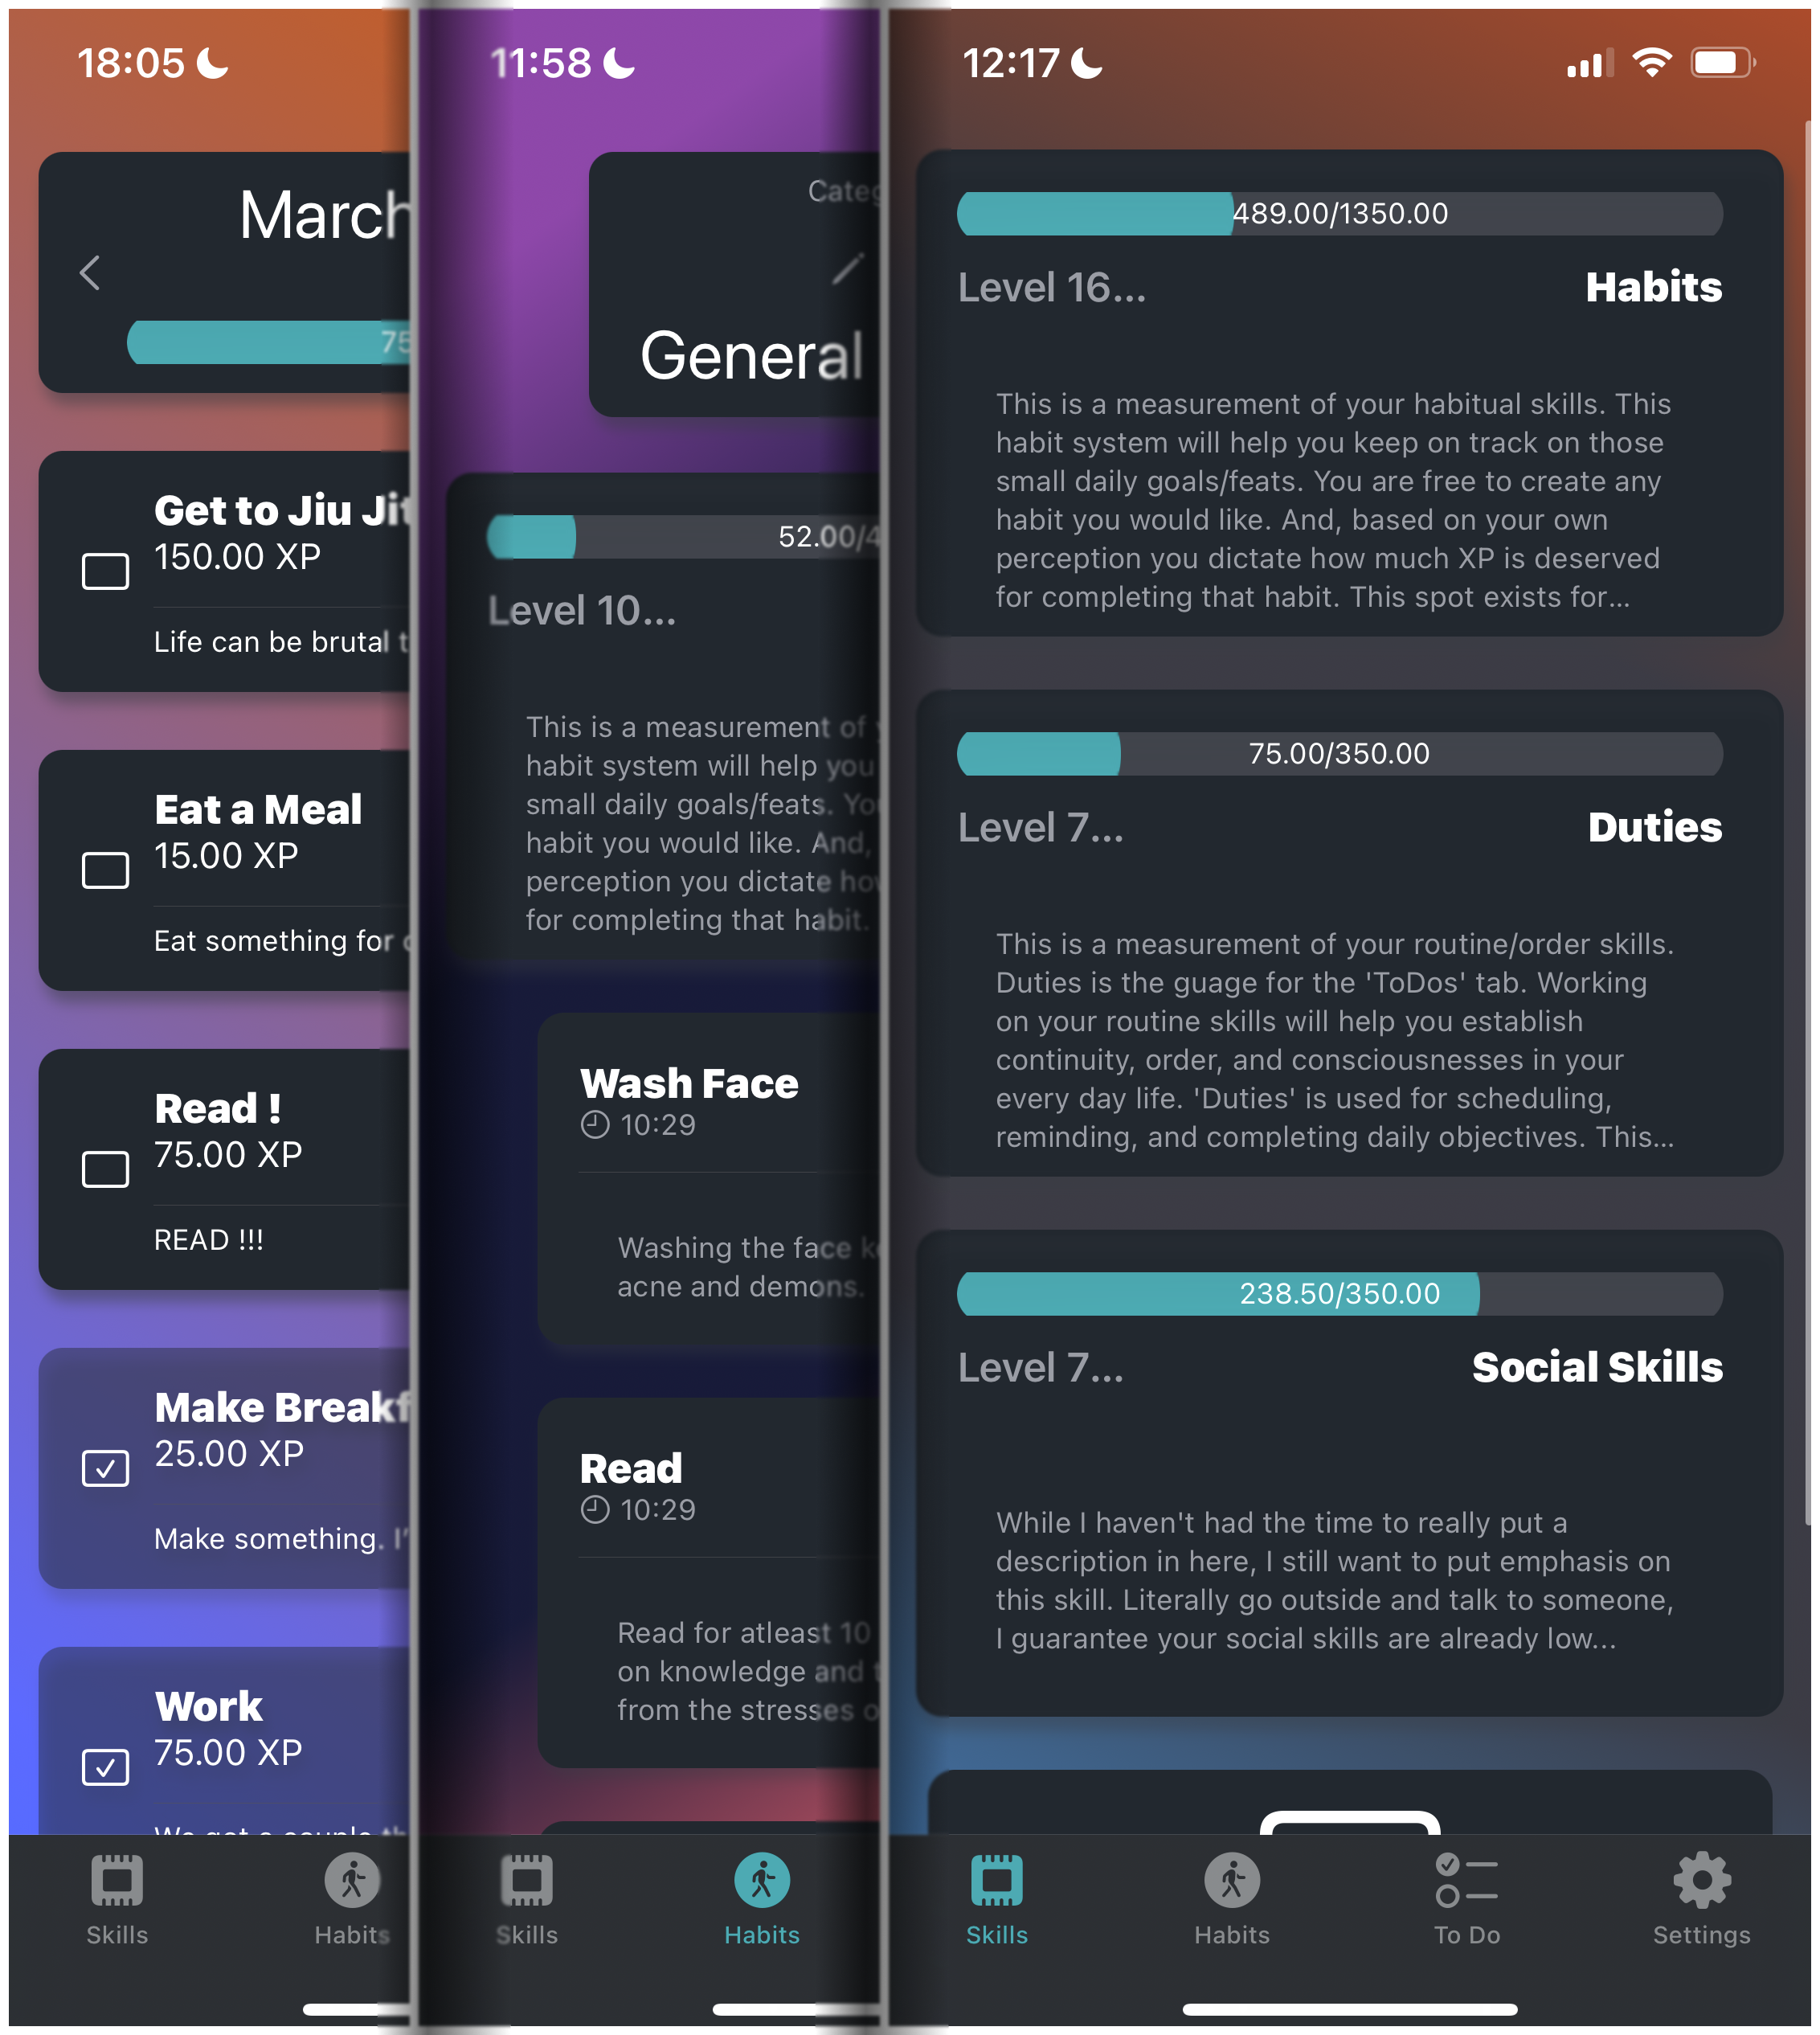 18:05
March
75
Get to Jiu Jit
150.00 XP
Life can be brutal t
Eat a Meal
15.00 XP
Eat something for
Read !
75.00 XP
READ !!!
Make Breakf
25.00 XP
Make something. I'
Work
75.00 XP
We got a couple th
Skills
Habits
11:58
Categ
General
52.00/4
Level 10...
This is a measurement of y
habit system will help you
small daily goals/feats. You
habit you would like. And,
perception you dictate how
for completing that habit.
Wash Face
10:29
Washing the face ke
acne and demons.
Read
10:29
Read for atleast 10
on knowledge and t
from the stresses o
Skills
Habits
12:17
489.00/1350.00
Level 16...
Habits
This is a measurement of your habitual skills. This
habit system will help you keep on track on those
small daily goals/feats. You are free to create any
habit you would like. And, based on your own
perception you dictate how much XP is deserved
for completing that habit. This spot exists for...
75.00/350.00
Level 7...
Duties
This is a measurement of your routine/order skills.
Duties is the guage for the 'ToDos' tab. Working
on your routine skills will help you establish
continuity, order, and consciousnesses in your
every day life. 'Duties' is used for scheduling,
reminding, and completing daily objectives. This...
238.50/350.00
Level 7...
Social Skills
While I haven't had the time to really put a
description in here, I still want to put emphasis on
this skill. Literally go outside and talk to someone,
I guarantee your social skills are already low...
Skills
Habits
To Do
Settings